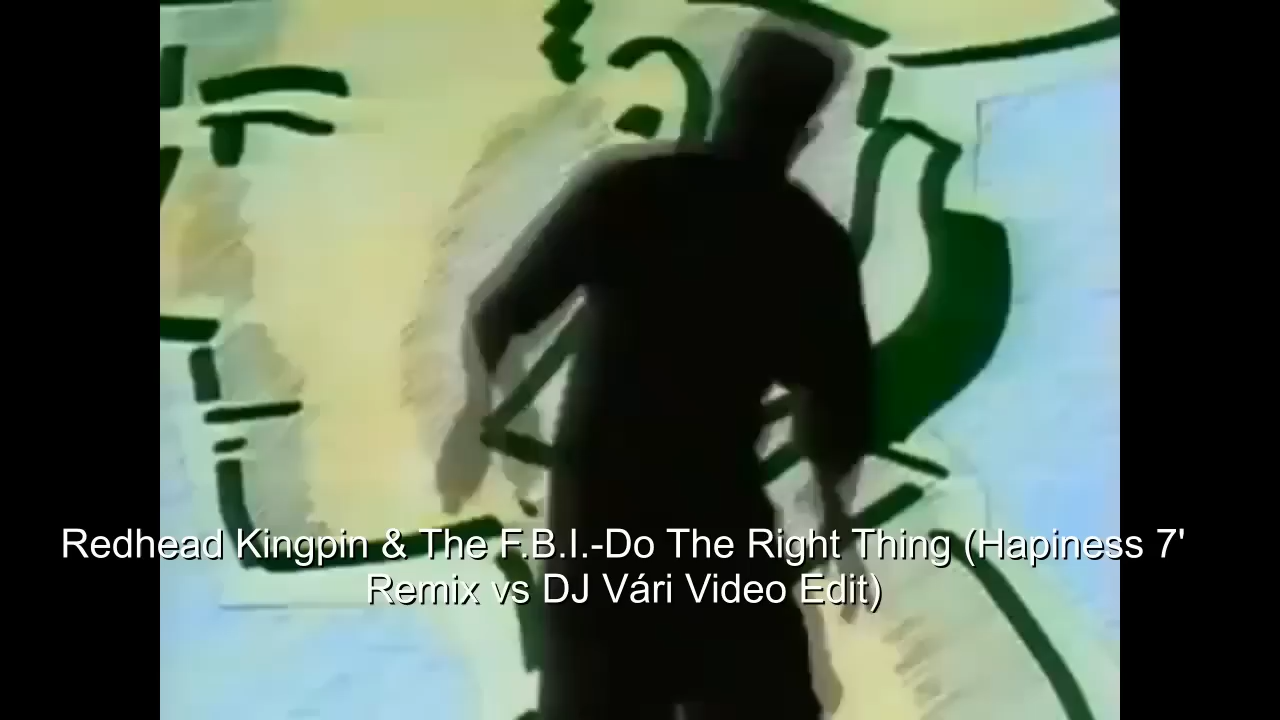 Redhead Kingpin & The F.B.I.-Do The Right Thing (Hapiness 7'
Remix vs DJ Vári Video Edit)